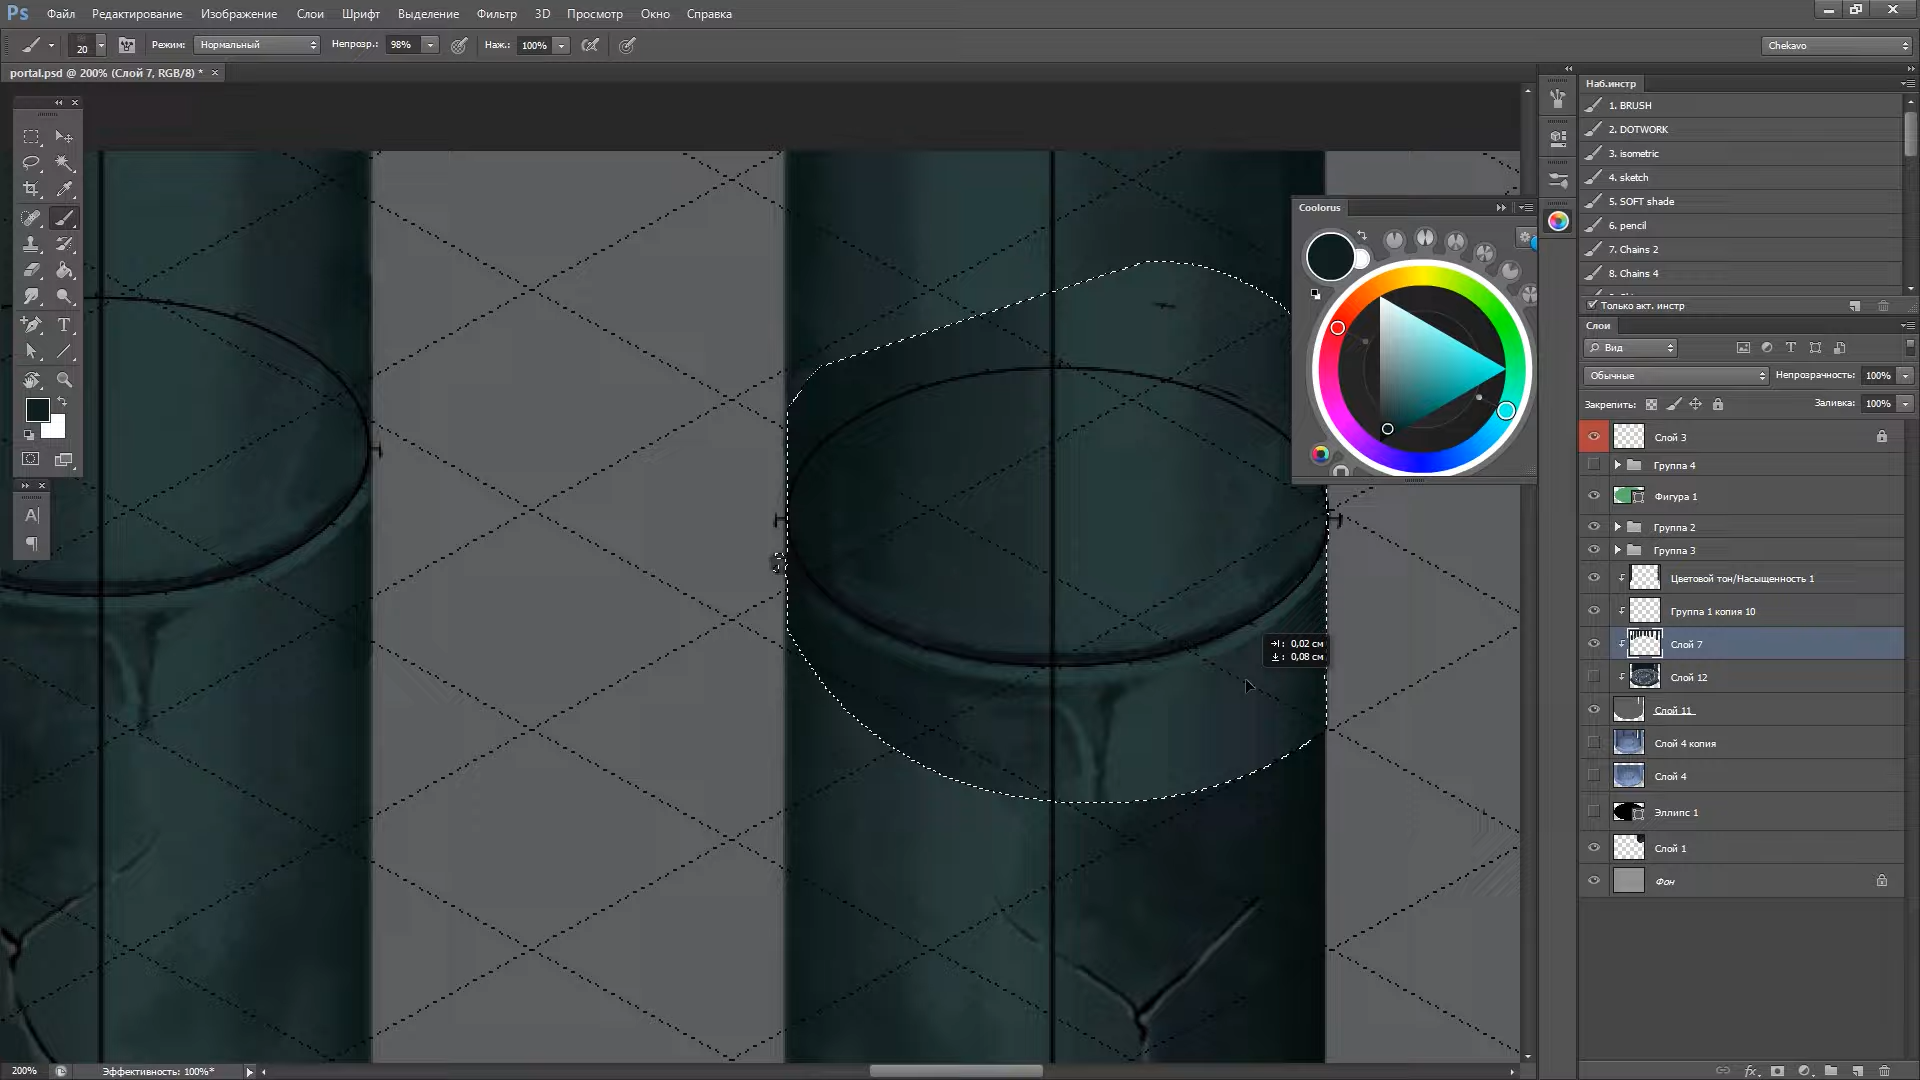 Ps Файл Редактирование Изображение Слои Шрифт Выделение Фильтр 3D Просмотр Окно Справка
20 Режим: Нормальный Непрозр.: 98% Наж.: 100% Chekavo
portal.psd @ 200% (Слой 7, RGB/8) *
Наб.инстр
1. BRUSH
2. DOTWORK
3. isometric
4. sketch
5. SOFT shade
6. pencil
7. Chains 2
8. Chains 4
Только акт. инстр
Coolorus
Слои
Вид
Обычные Непрозрачность: 100%
Закрепить: Заливка: 100%
Слой 3
Группа 4
Фигура 1
Группа 2
Группа 3
Цветовой тон/Насыщенность 1
Группа 1 копия 10
Слой 7
Слой 12
Слой 11
Слой 4 копия
Слой 4
Эллипс 1
Слой 1
Фон
: 0,02 см
: 0,08 см
200% Эффективность: 100%*